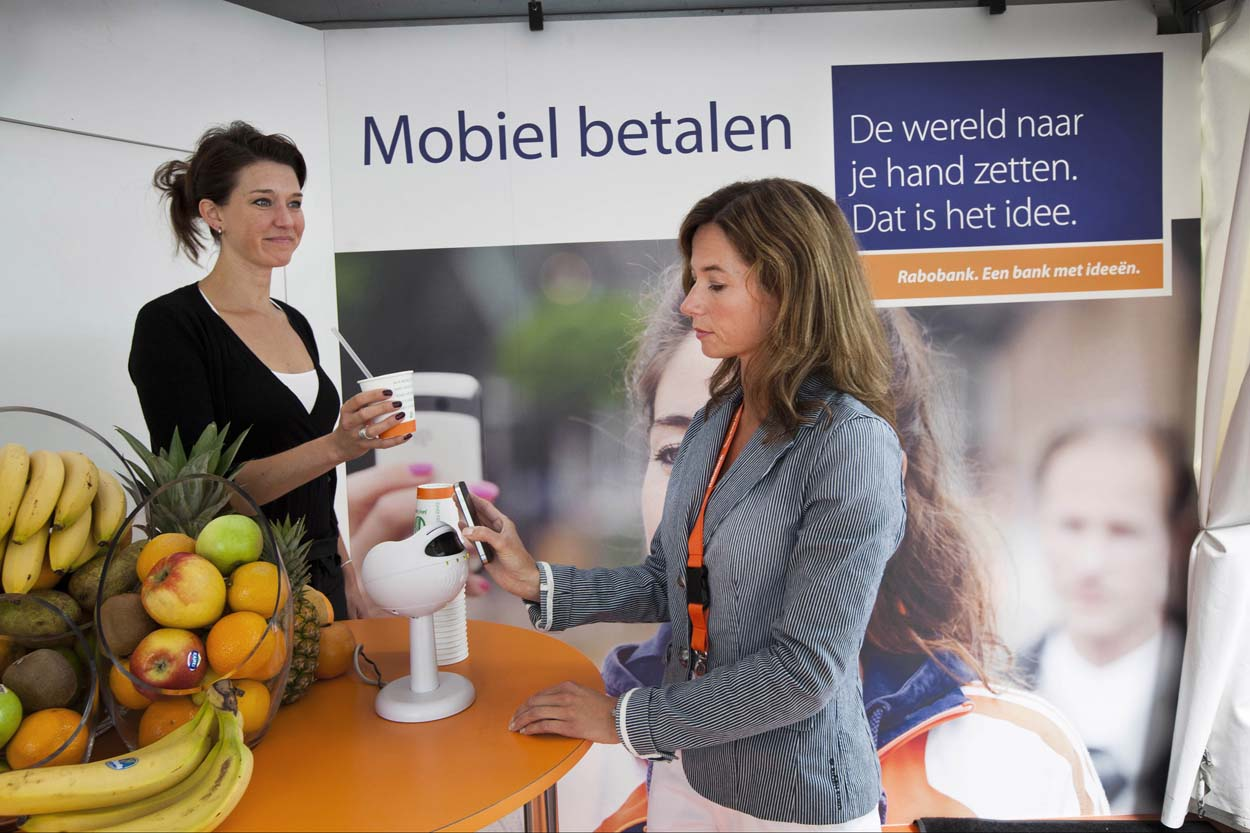 Mobiel betalen
De wereld naar
je hand zetten.
Dat is het idee.
Rabobank. Een bank met ideeën.